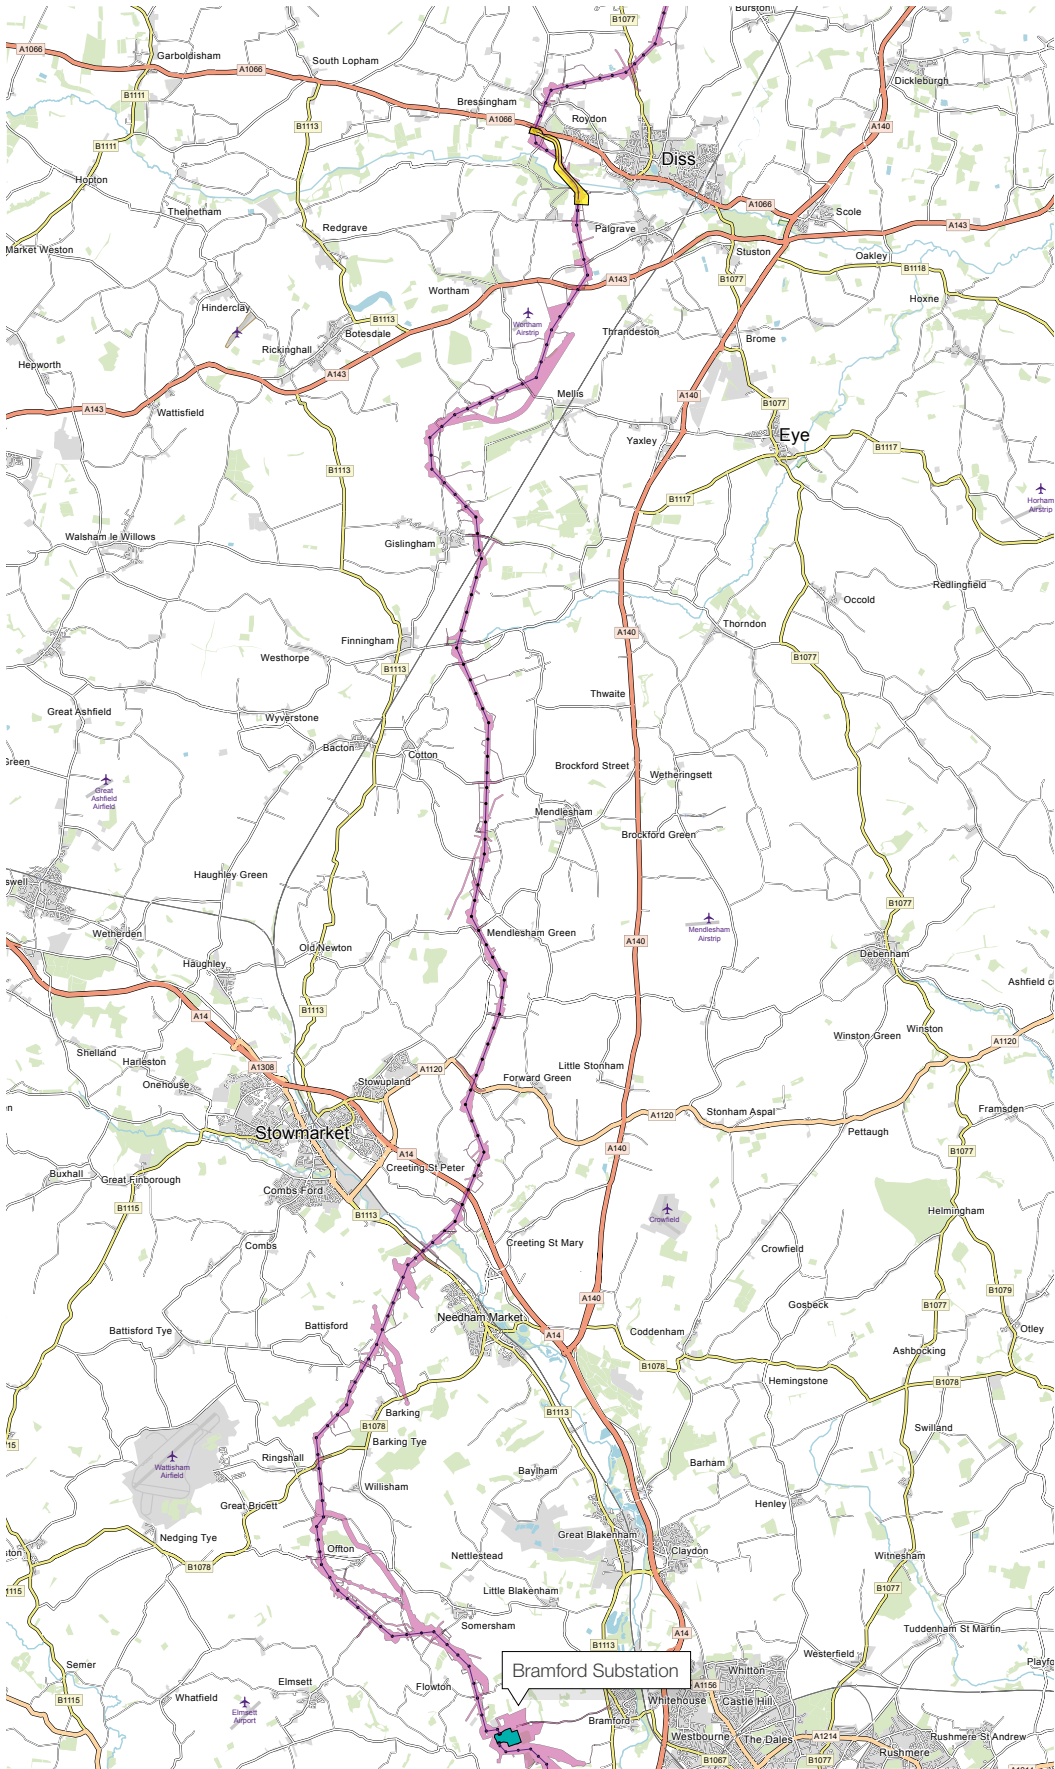 Burston
B1077
A1066
Garboldisham
South Lopham
A1066
Dickleburgh
B1111
Bressingham
A1066
Roydon
B1113
A140
B1111
Diss
Hopton
Thelnetham
A1066
Scole
Redgrave
Palgrave
A143
Market Weston
Stuston
Oakley
B1077
B1118
A143
Wortham
Hoxne
Hinderclay
B1113
Wortham
Airstrip
Thrandeston
Botesdale
Brome
Rickinghall
Hepworth
A143
Mellis
A140
A143
Wattisfield
B1077
Yaxley
Eye
B1117
B1113
B1117
Horham
Airstrip
Walsham le Willows
Gislingham
Redlingfield
Occold
Thorndon
A140
Finningham
Westhorpe
B1113
B1077
Thwaite
Great Ashfield
Wyverstone
Bacton
Cotton
Green
Brockford Street
Wetheringsett
Great
Ashfield
Airfield
Mendlesham
Brockford Green
Haughley Green
swell
B1077
Mendlesham
Airstrip
Wetherden
Mendlesham Green
A140
Old Newton
Debenham
Haughley
Ashfield c
B1113
A14
Winston Green
Winston
Shelland
Harleston
A1120
A1308
A1120
Little Stonham
Onehouse
Stowupland
Forward Green
Framsden
A1120
Stonham Aspal
Stowmarket
Pettaugh
A14
A140
B1077
Creeting St Peter
Buxhall
Great Finborough
Combs Ford
B1115
B1113
Crowfield
Helmingham
Combs
Creeting St Mary
Crowfield
B1079
A140
Gosbeck
B1077
Battisford Tye
Battisford
Needham Market
A14
Coddenham
Otley
Ashbocking
B1078
Hemingstone
B1078
Barking
B1113
B1078
Swilland
15
Barking Tye
Ringshall
Wattisham
Airfield
Baylham
Barham
Willisham
Great Bricett
Henley
Nedging Tye
Great Blakenham
Offton
Claydon
ston
Nettlestead
Witnesham
B1078
1115
Little Blakenham
B1077
Somersham
Tuddenham St Martin
A14
B1113
Westerfield
Semer
Bramford Substation
Whitton
Playfo
Elmsett
Flowton
A1156
B1115
Whatfield
Whitehouse
Castle Hill
Elmsett
Airport
Bramford
Westbourne
The Dales
A1214
Rushmere St Andrew
B1067
B1077
Rushmere